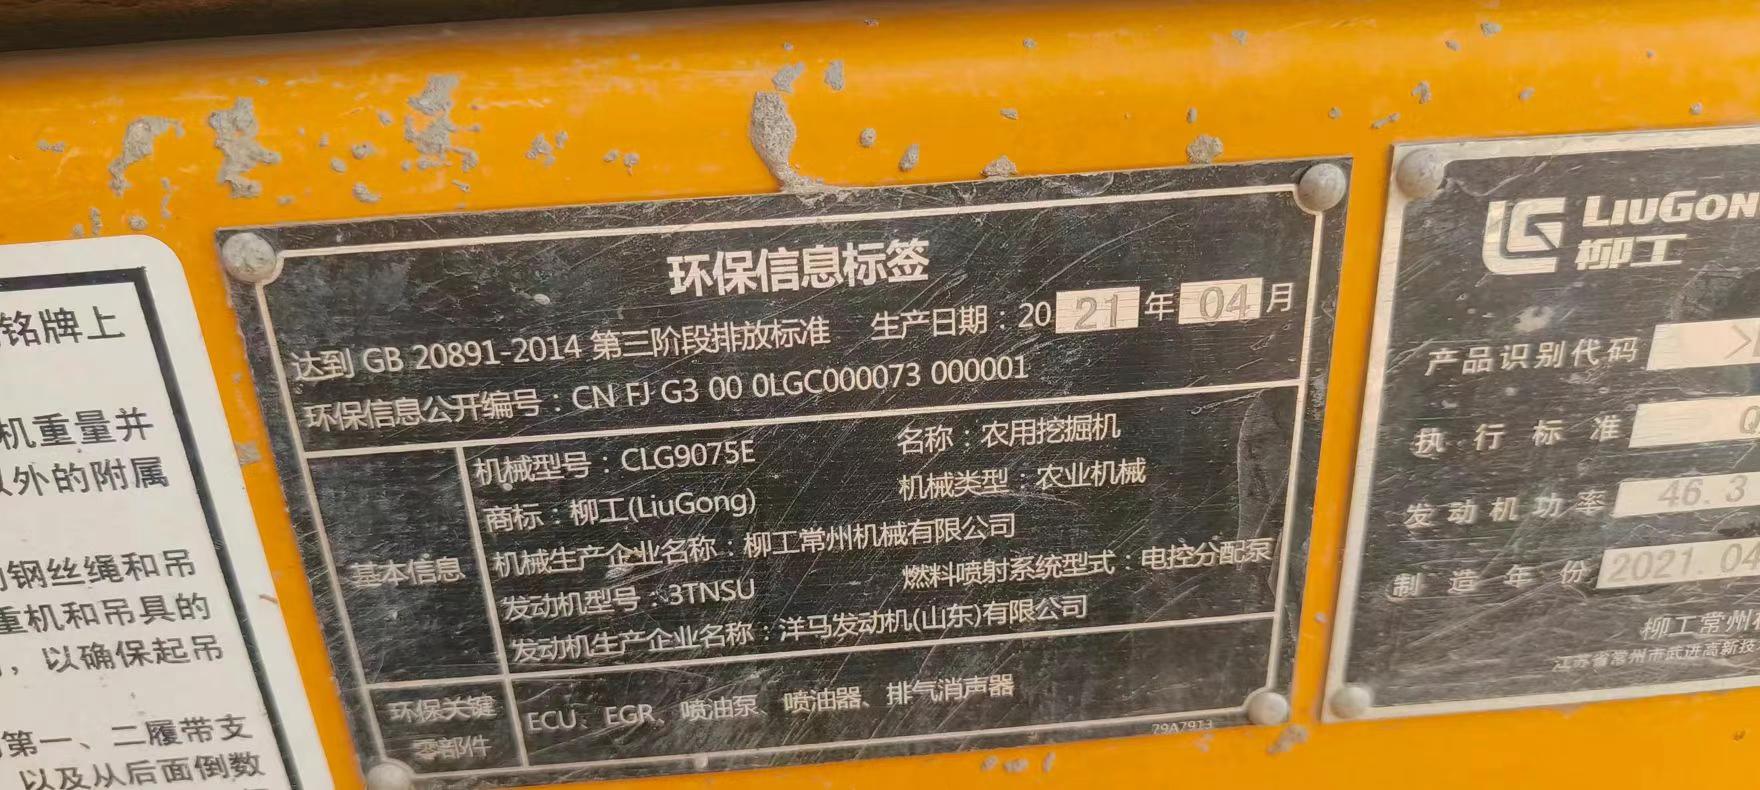 铭牌上
机重量并
以外的附属
钢丝绳和吊
重机和吊具的
，以确保起吊
第一、二履带支
以及从后面倒数
环保信息标签
达到 GB 20891-2014 第三阶段排放标准 生产日期：2021年04月
环保信息公开编号：CN FJ G3 00 0LGC000073 000001
基本信息
机械型号：CLG9075E 名称：农用挖掘机
商标：柳工(LiuGong) 机械类型：农业机械
机械生产企业名称：柳工常州机械有限公司
发动机型号：3TNSU 燃料喷射系统型式：电控分配泵
发动机生产企业名称：洋马发动机(山东)有限公司
环保关键
零部件
ECU、EGR、喷油泵、喷油器、排气消声器
79A7913
LIUGON
柳工
产品识别代码
执行标准 Q
发动机功率 46.3
制造年份 2021.04
柳工常州
江苏省常州市武进高新技